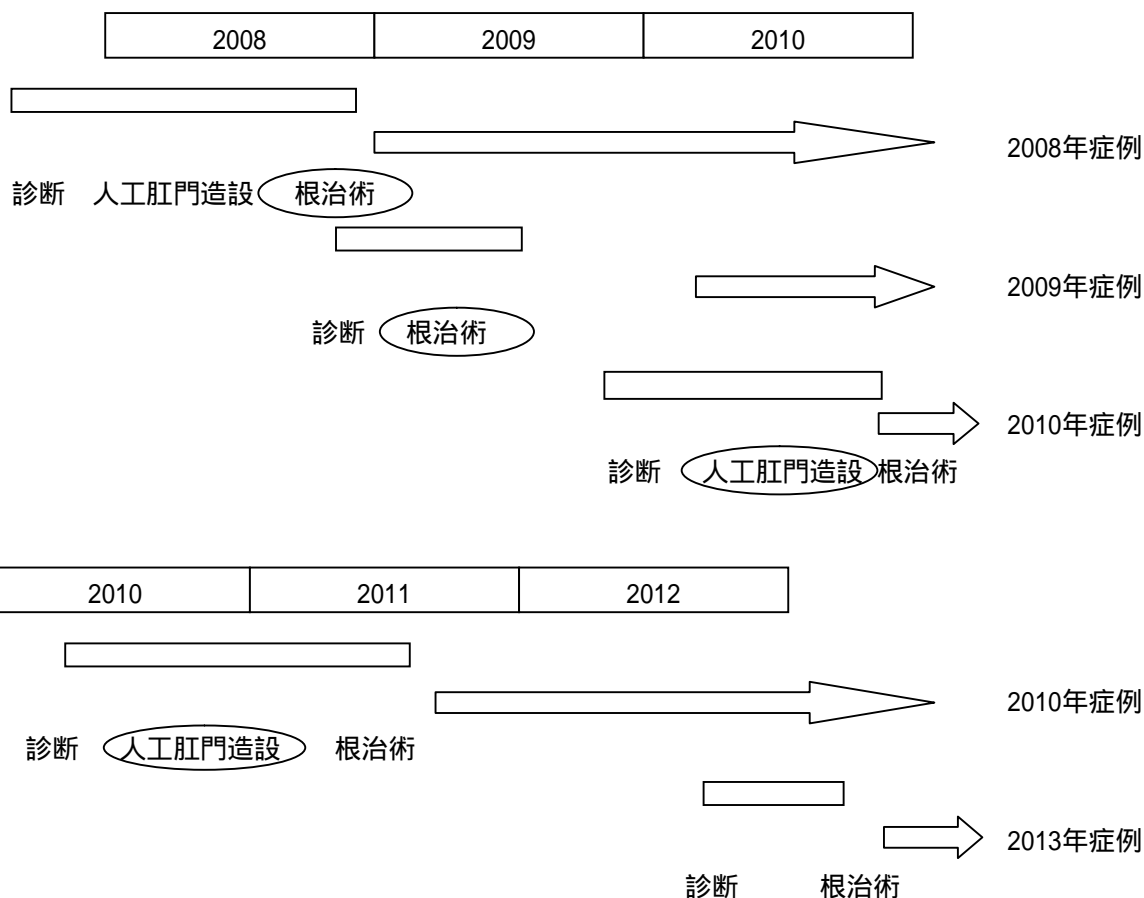 2008 2009 2010
2008年症例
診断 人工肛門造設 根治術
2009年症例
診断 根治術
2010年症例
診断 人工肛門造設 根治術
2010 2011 2012
2010年症例
診断 人工肛門造設 根治術
2013年症例
診断 根治術